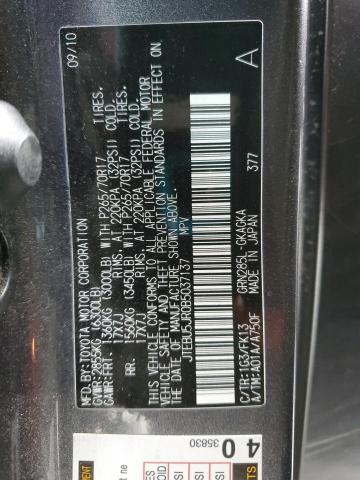 MFD.BY:TOYOTA MOTOR CORPORATION 09/10
GVWR:2855KG (6300LB)
GAWR:FRT. 1360KG (3000LB) WITH P265/70R17 TIRES.
17X7J RIMS, AT 220KPA (32PSI) COLD.
RR. 1560KG (3450LB) WITH P265/70R17 TIRES.
17X7J RIMS, AT 220KPA (32PSI) COLD.
THIS VEHICLE CONFORMS TO ALL APPLICABLE FEDERAL MOTOR
VEHICLE SAFETY AND THEFT PREVENTION STANDARDS IN EFFECT ON
THE DATE OF MANUFACTURE SHOWN ABOVE.
JTEBU5JR0B5037137 MPV
A
377
C/TR:1G3/FK13 GRN285L-GKAGKA
A/TM:A01A/A750F MADE IN JAPAN
4 0
35830